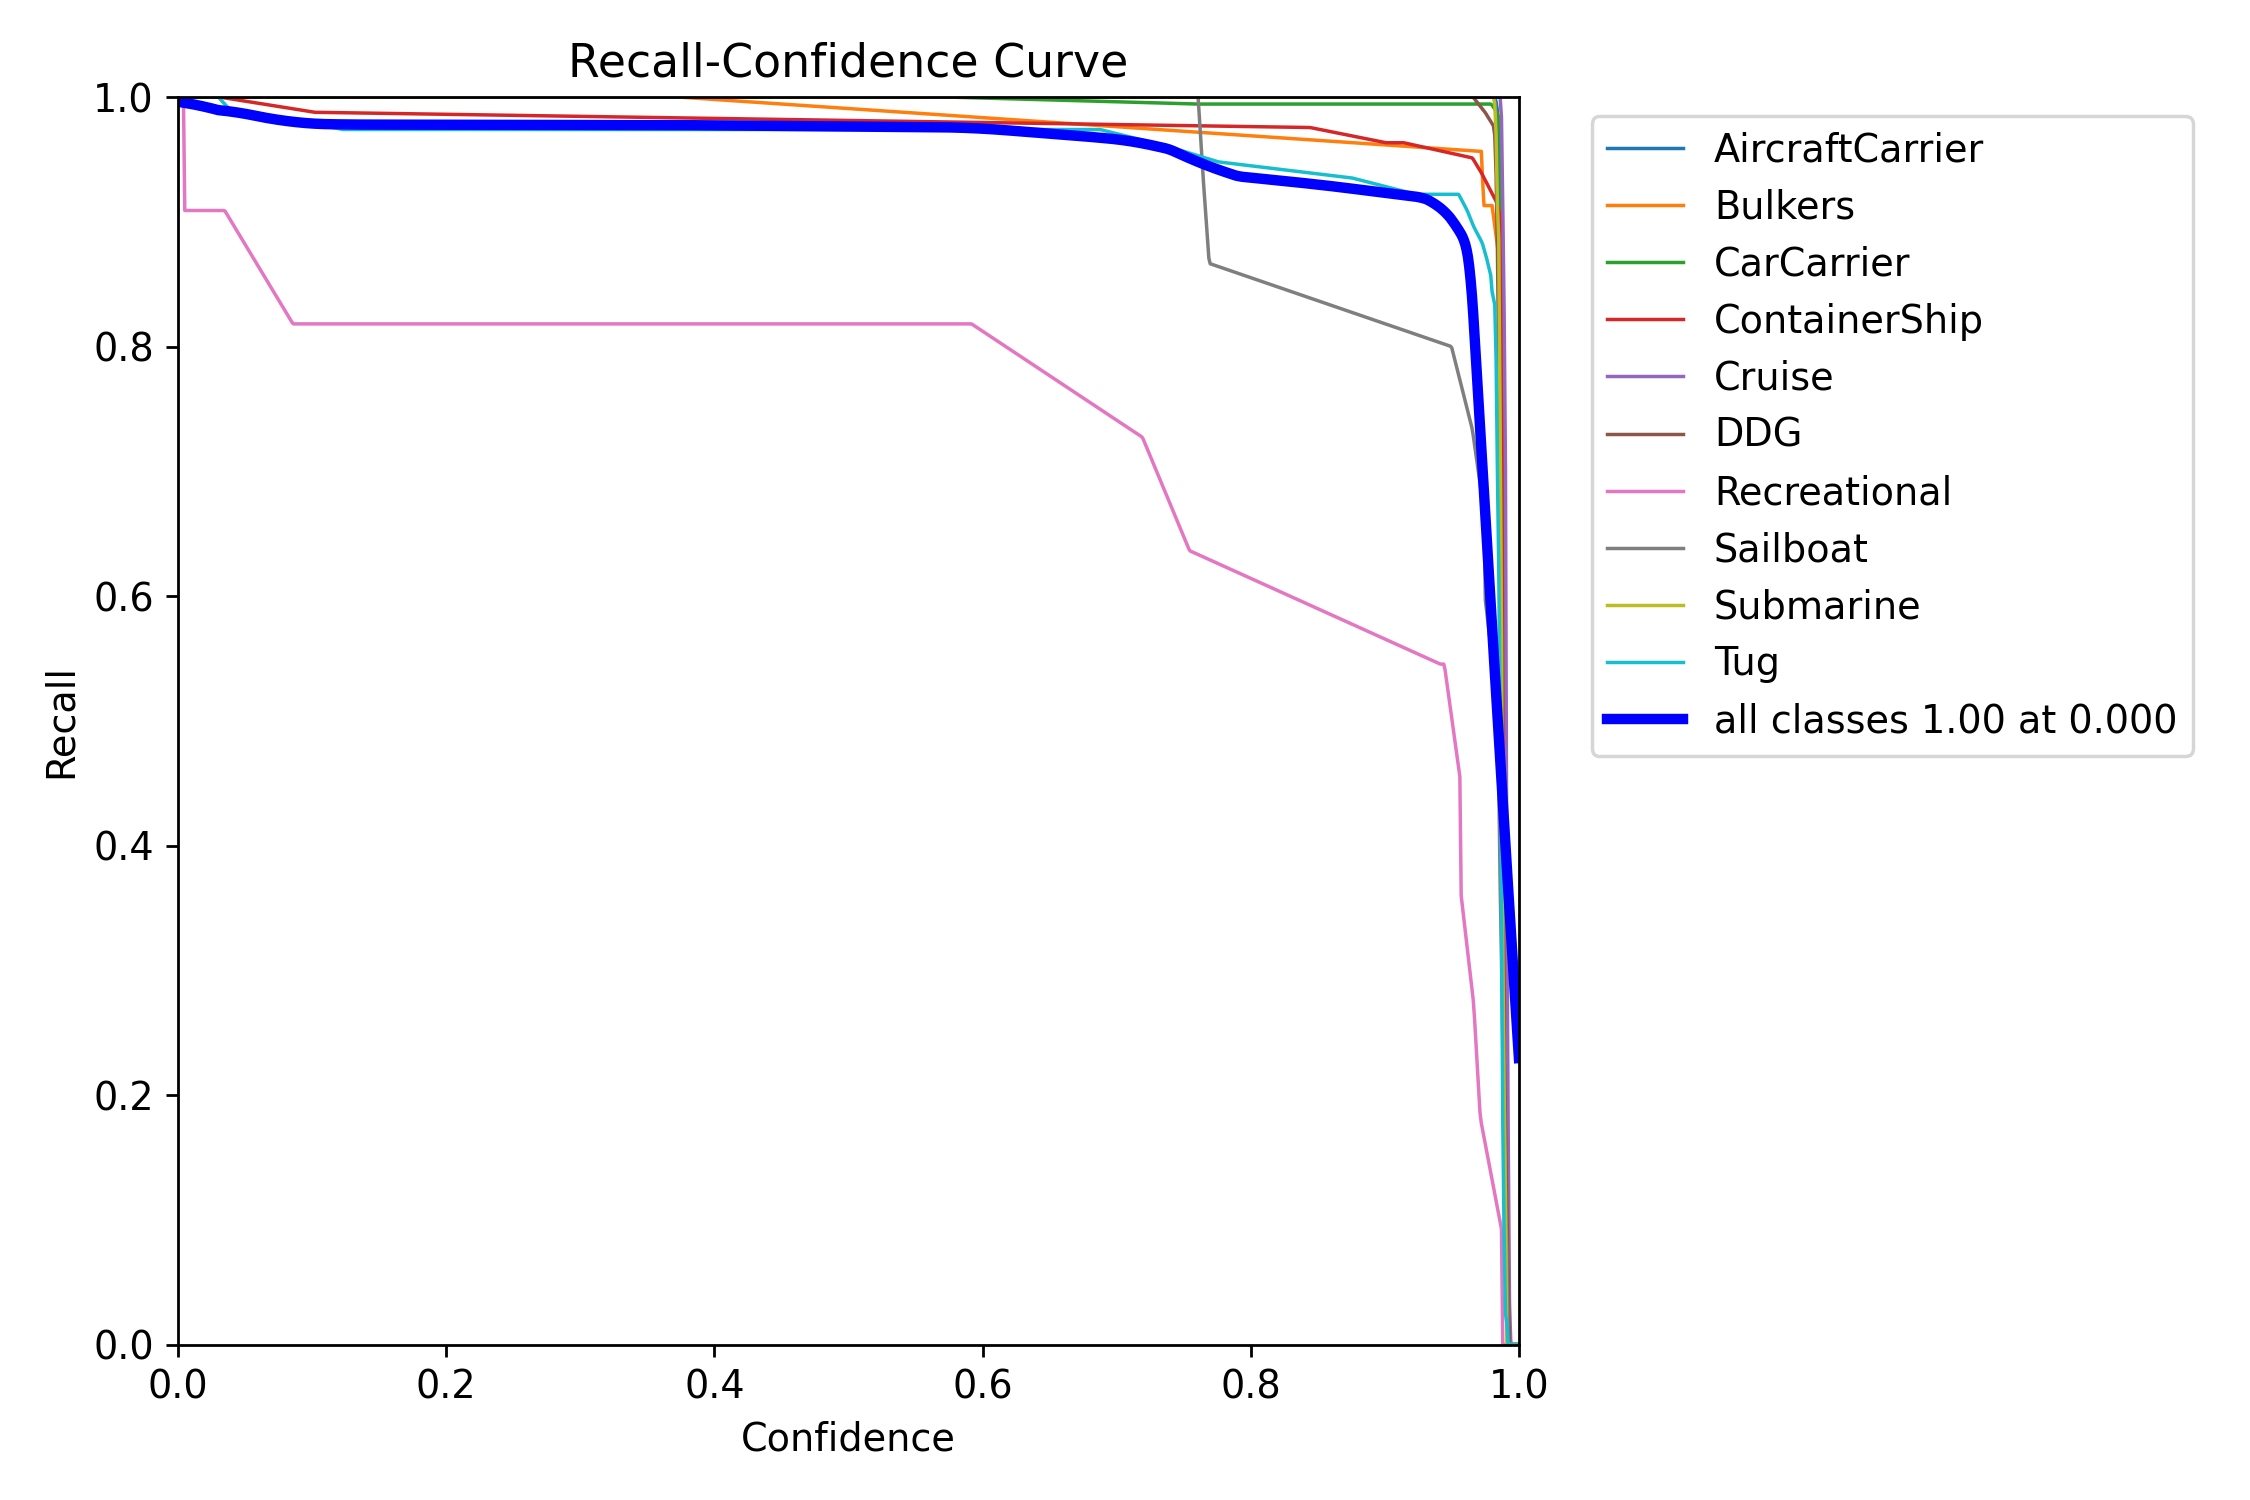 Recall-Confidence Curve
1.0
0.8
0.6
0.4
0.2
0.0
Recall
0.0 0.2 0.4 0.6 0.8 1.0
Confidence
AircraftCarrier
Bulkers
CarCarrier
ContainerShip
Cruise
DDG
Recreational
Sailboat
Submarine
Tug
all classes 1.00 at 0.000